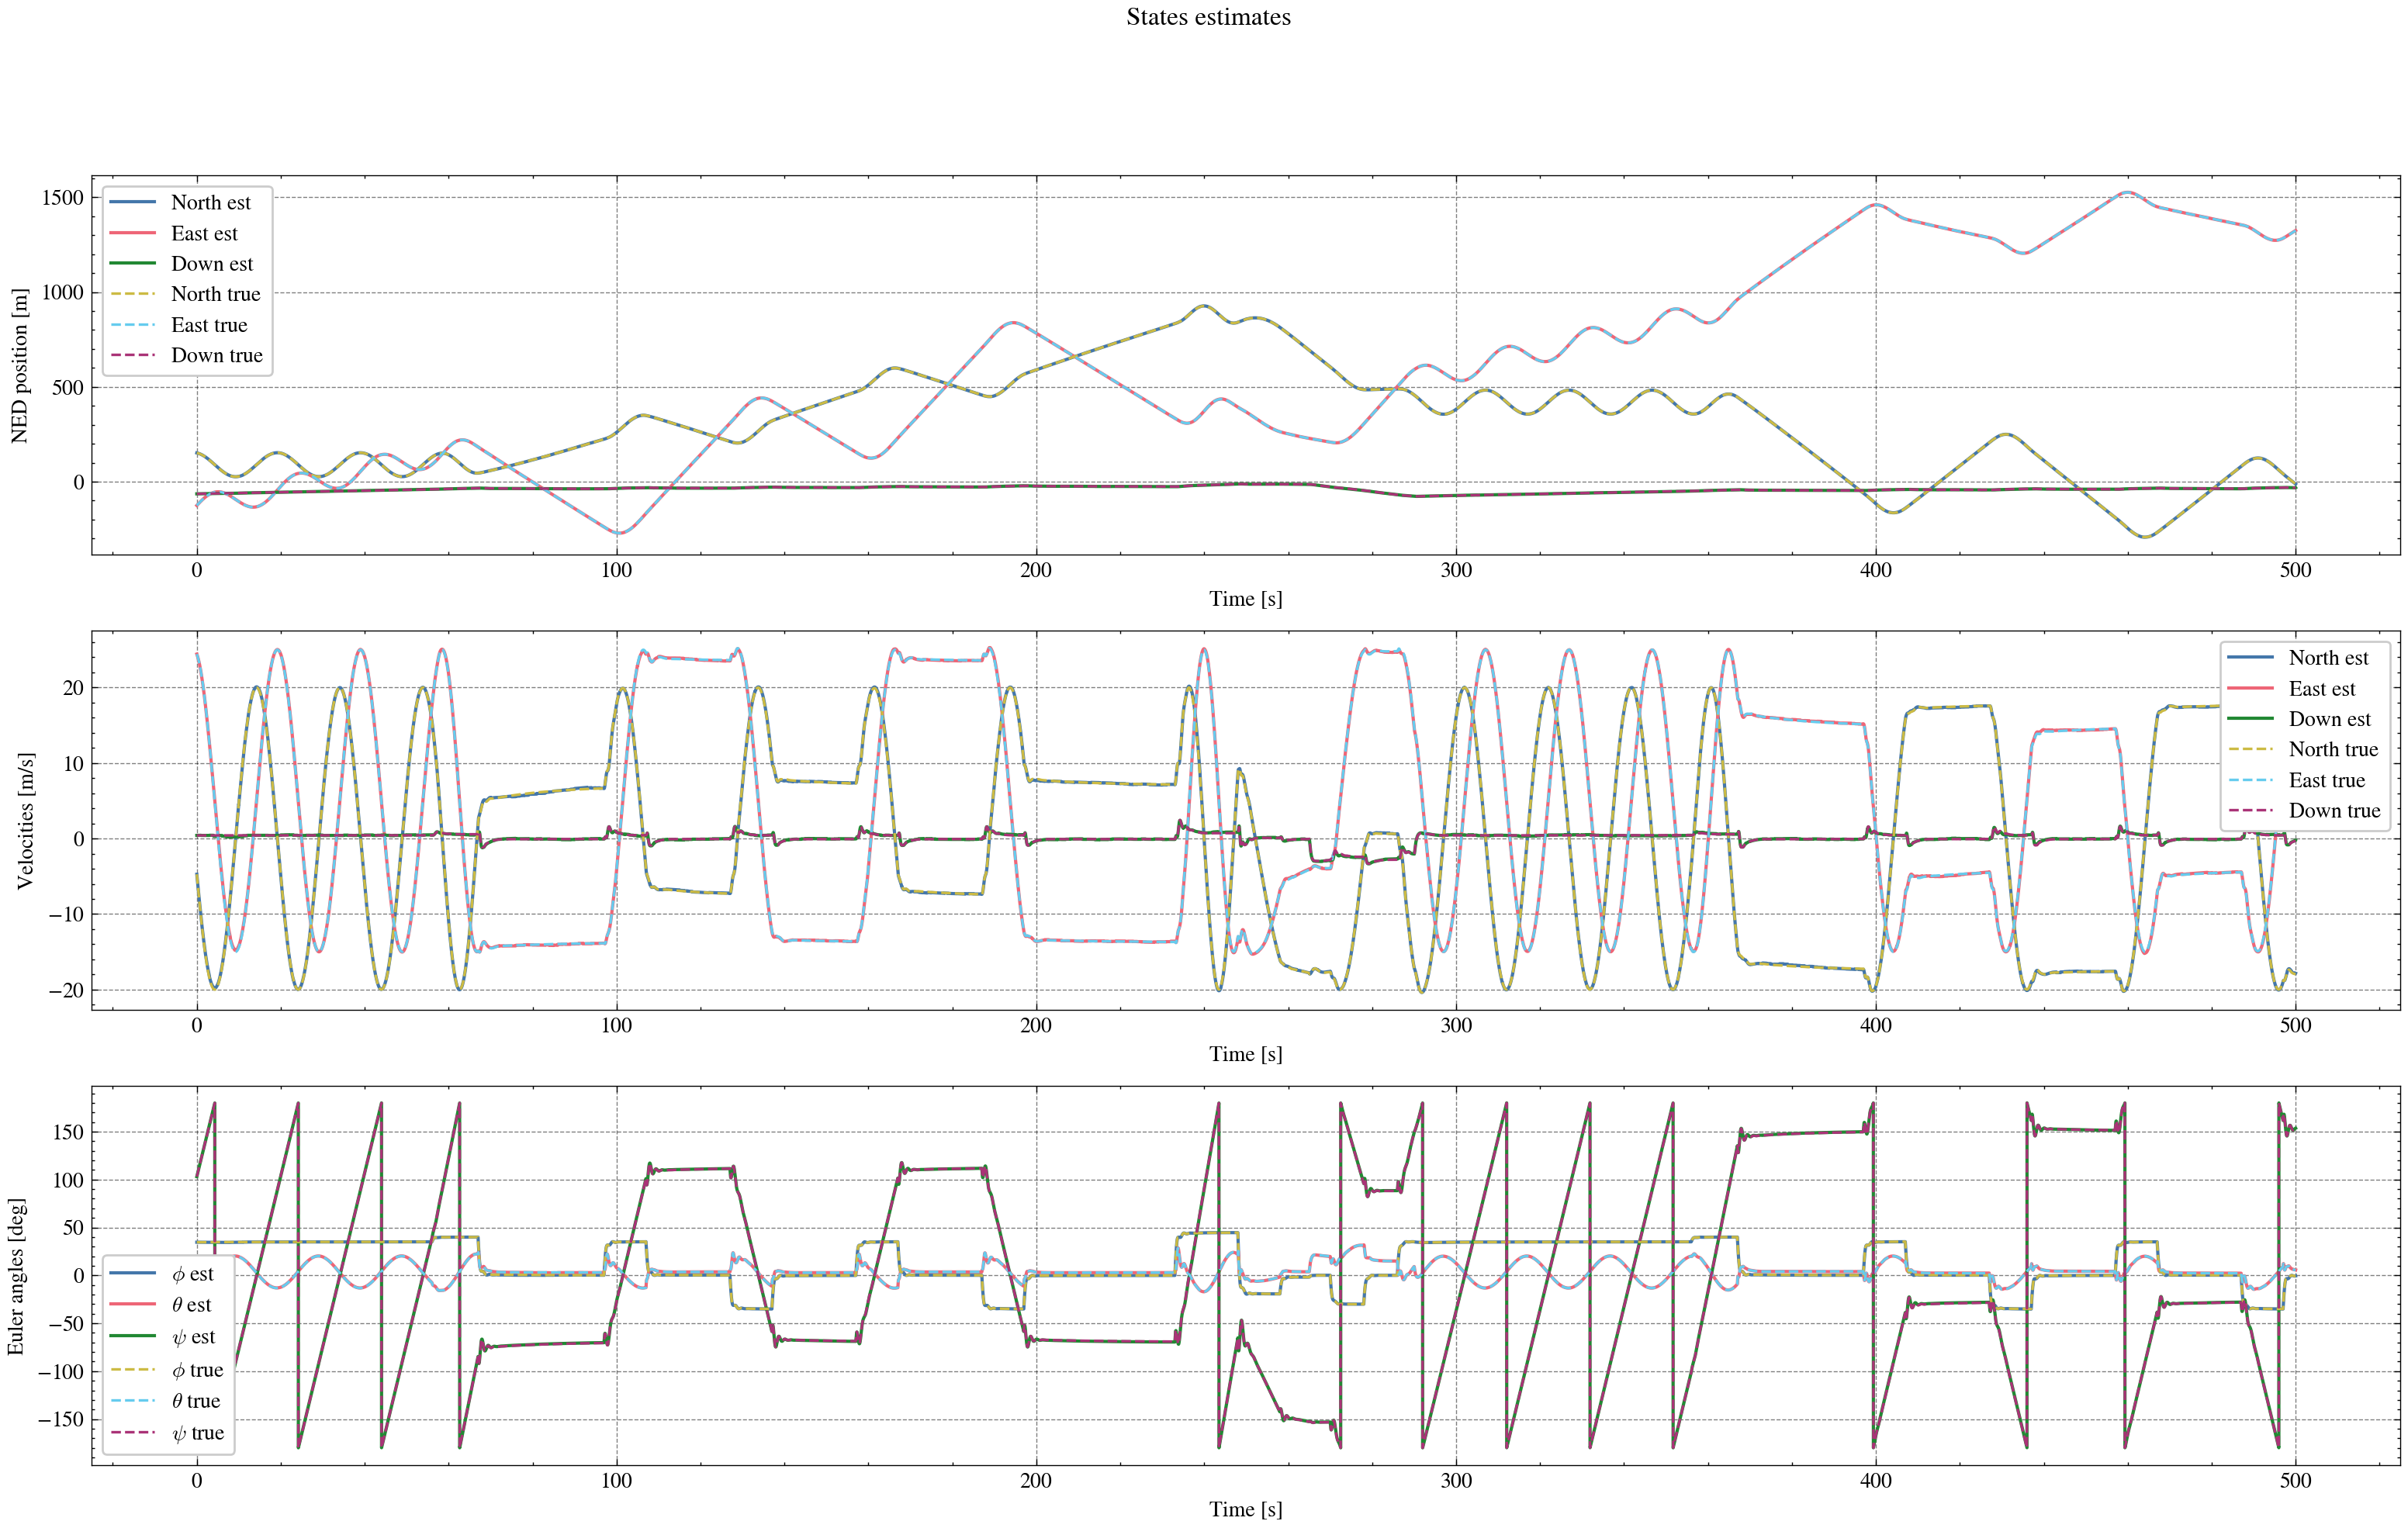 States estimates
1500
1000
500
0
NED position [m]
North est
East est
Down est
North true
East true
Down true
0 100 200 300 400 500
Time [s]
20
10
0
−10
−20
Velocities [m/s]
North est
East est
Down est
North true
East true
Down true
0 100 200 300 400 500
Time [s]
150
100
50
0
−50
−100
−150
Euler angles [deg]
ϕ est
θ est
ψ est
ϕ true
θ true
ψ true
0 100 200 300 400 500
Time [s]